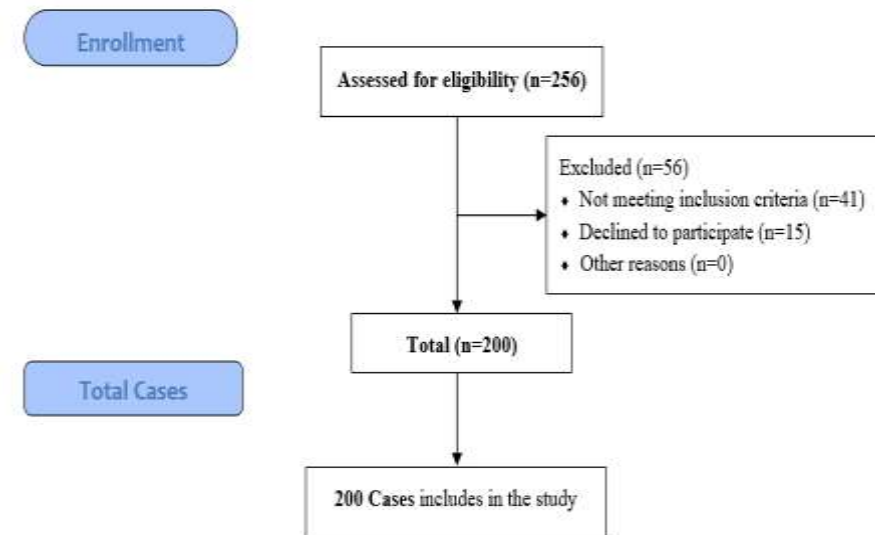 Enrollment
Assessed for eligibility (n=256)
Excluded (n=56)
♦ Not meeting inclusion criteria (n=41)
♦ Declined to participate (n=15)
♦ Other reasons (n=0)
Total (n=200)
Total Cases
200 Cases includes in the study